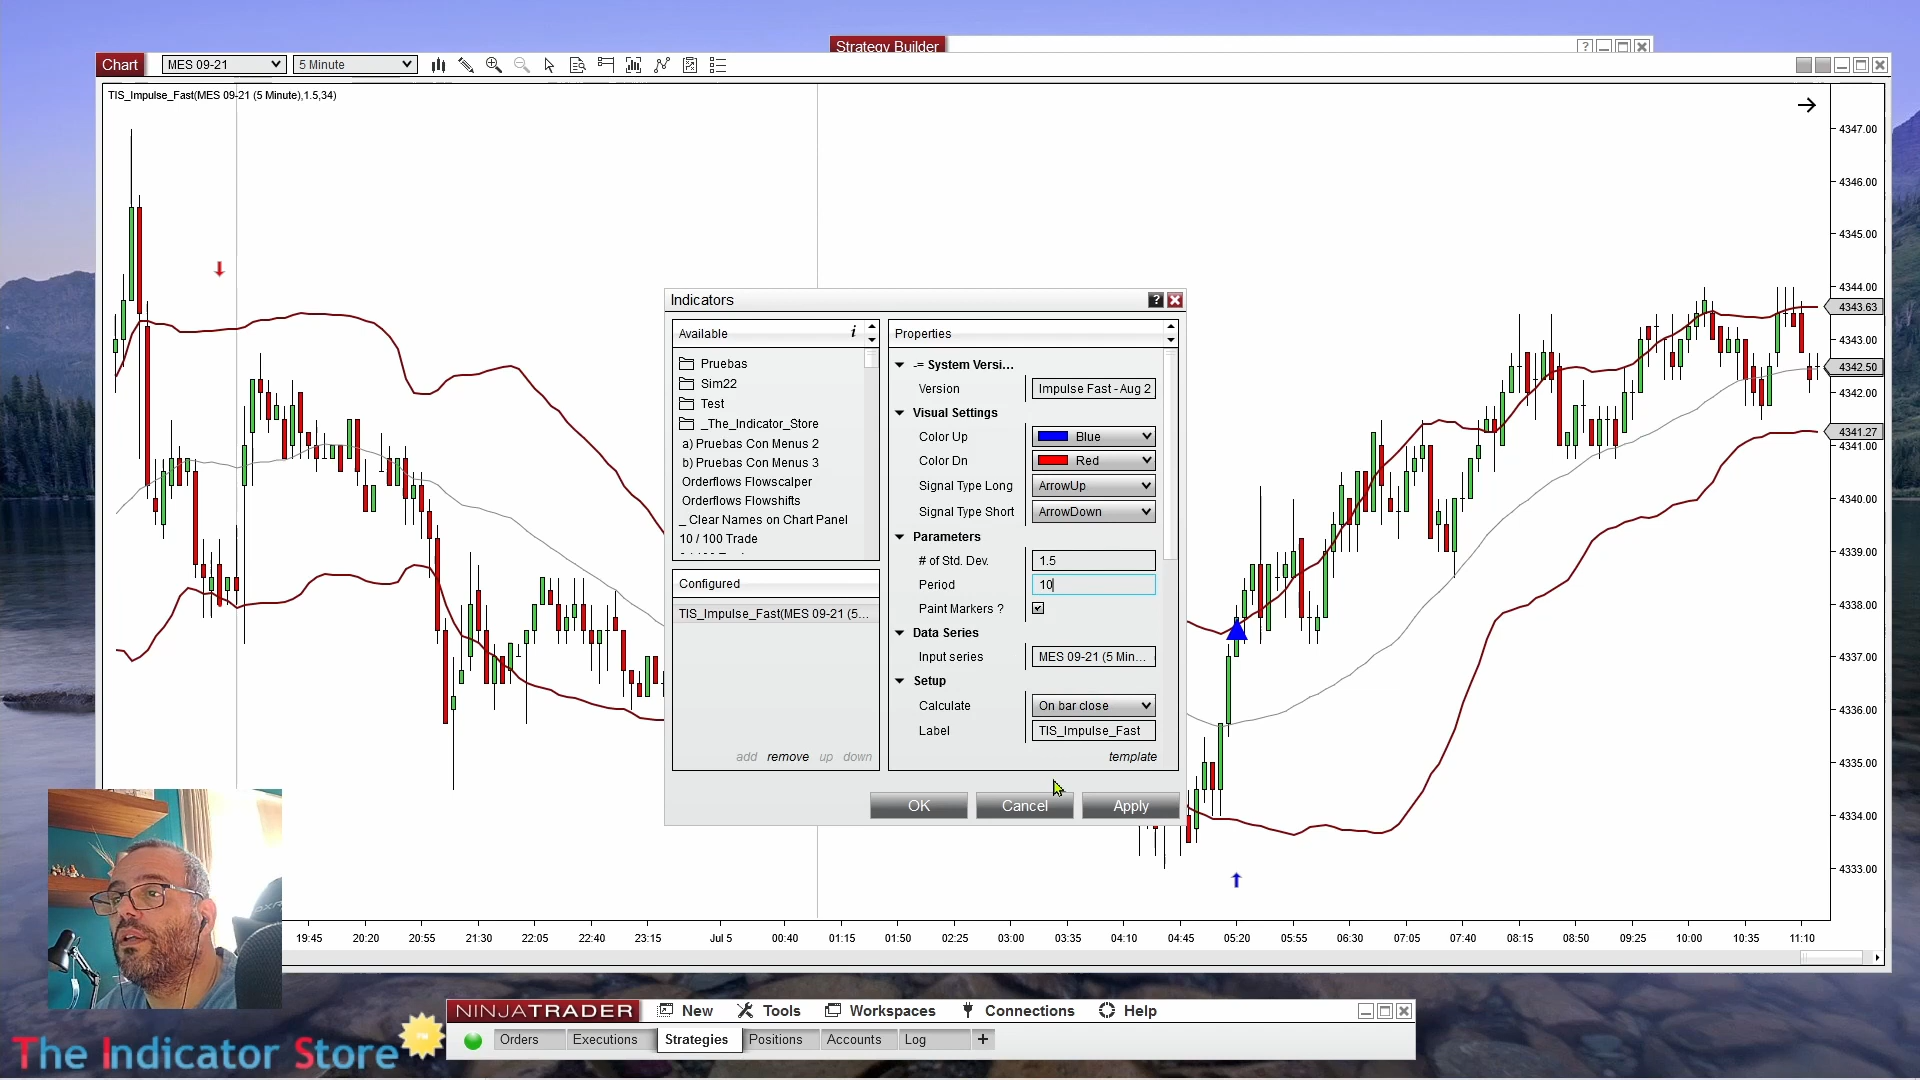 Strategy Builder
Chart
MES 09-21
5 Minute
TIS_Impulse_Fast(MES 09-21 (5 Minute),1.5,34)
4347.00
4346.00
4345.00
4344.00
4343.63
4343.00
4342.50
4342.00
4341.27
4341.00
4340.00
4339.00
4338.00
4337.00
4336.00
4335.00
4334.00
4333.00
Indicators
?
Available
i
Pruebas
Sim22
Test
_The_Indicator_Store
a) Pruebas Con Menus 2
b) Pruebas Con Menus 3
Orderflows Flowscalper
Orderflows Flowshifts
_ Clear Names on Chart Panel
10 / 100 Trade
Configured
TIS_Impulse_Fast(MES 09-21 (5...
add remove up down
Properties
-= System Versi...
Version Impulse Fast - Aug 2
Visual Settings
Color Up Blue
Color Dn Red
Signal Type Long ArrowUp
Signal Type Short ArrowDown
Parameters
# of Std. Dev. 1.5
Period 10
Paint Markers ?
Data Series
Input series MES 09-21 (5 Min...
Setup
Calculate On bar close
Label TIS_Impulse_Fast
template
OK Cancel Apply
19:45 20:20 20:55 21:30 22:05 22:40 23:15 Jul 5 00:40 01:15 01:50 02:25 03:00 03:35 04:10 04:45 05:20 05:55 06:30 07:05 07:40 08:15 08:50 09:25 10:00 10:35 11:10
NINJATRADER New Tools Workspaces Connections Help
Orders Executions Strategies Positions Accounts Log +
The Indicator Store